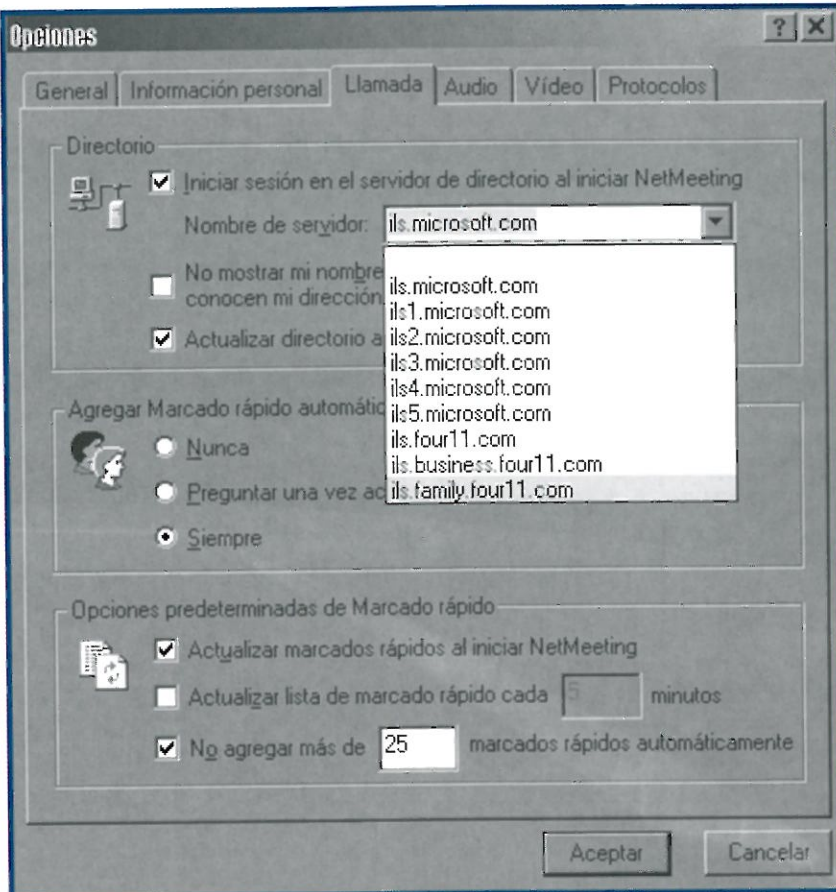 Opciones
General Información personal Llamada Audio Vídeo Protocolos
Directorio
Iniciar sesión en el servidor de directorio al iniciar NetMeeting
Nombre de servidor: ils.microsoft.com
No mostrar mi nombre
conocen mi dirección
Actualizar directorio a
ils.microsoft.com
ils1.microsoft.com
ils2.microsoft.com
ils3.microsoft.com
ils4.microsoft.com
ils5.microsoft.com
ils.four11.com
ils.business.four11.com
ils.family.four11.com
Agregar Marcado rápido automátic
Nunca
Preguntar una vez ac
Siempre
Opciones predeterminadas de Marcado rápido
Actualizar marcados rápidos al iniciar NetMeeting
Actualizar lista de marcado rápido cada 5 minutos
No agregar más de 25 marcados rápidos automáticamente
Aceptar Cancelar